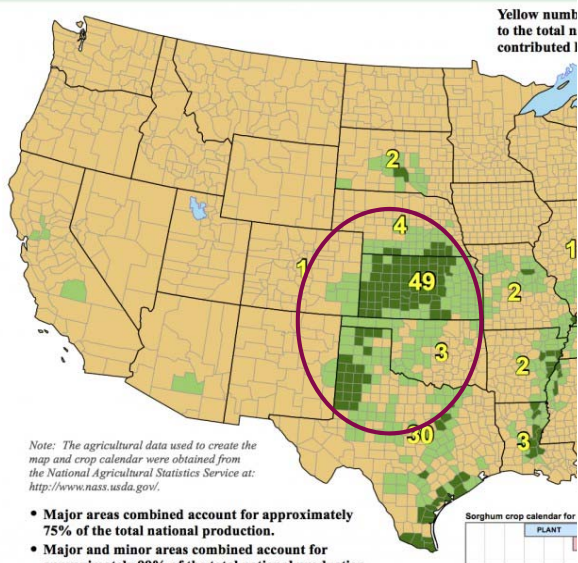 Yellow numb
to the total n
contributed
2
4
1
49
1
2
3
2
30
3
Note: The agricultural data used to create the
map and crop calendar were obtained from
the National Agricultural Statistics Service at:
http://www.nass.usda.gov/.
• Major areas combined account for approximately
75% of the total national production.
• Major and minor areas combined account for
Sorghum crop calendar for
PLANT